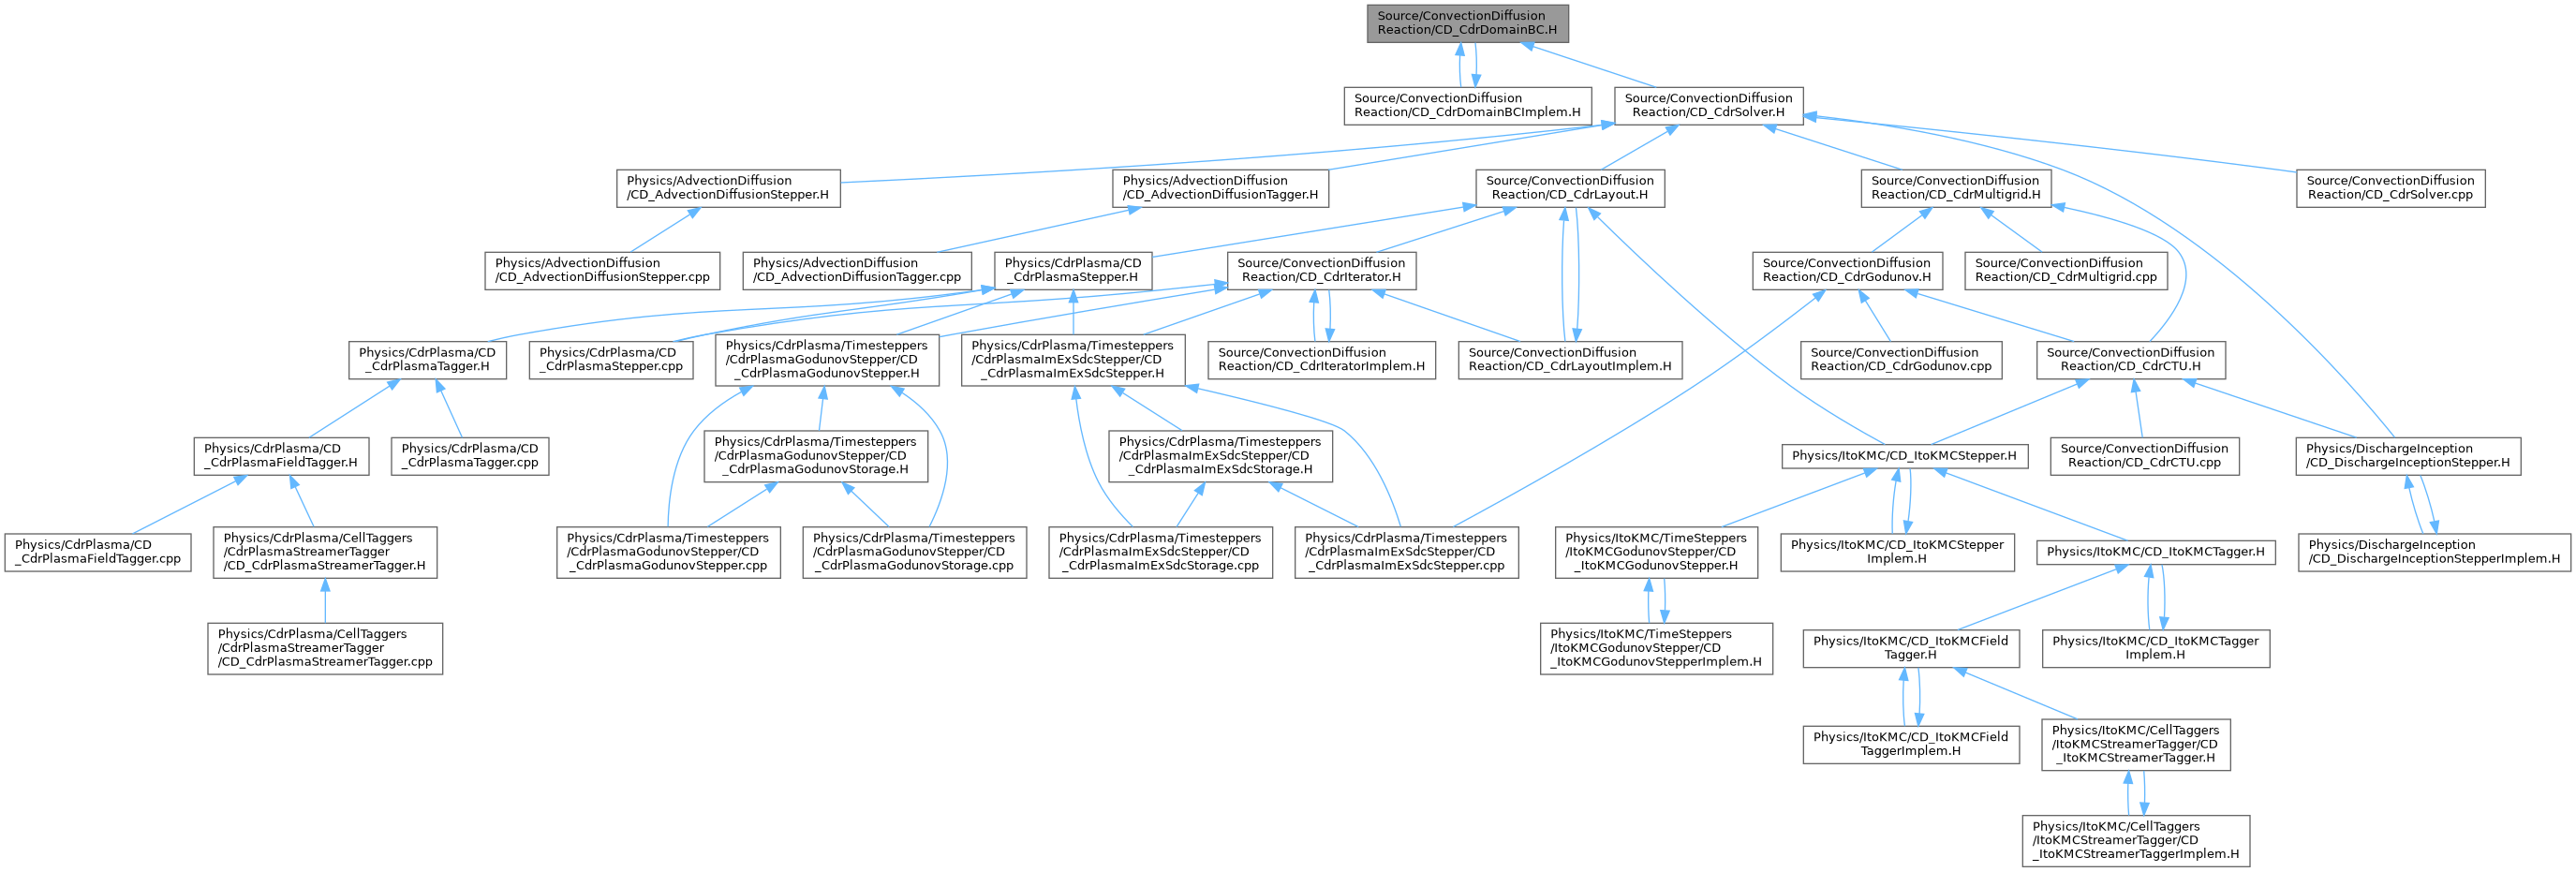 Source/ConvectionDiffusion
Reaction/CD_CdrDomainBC.H
Source/ConvectionDiffusion
Reaction/CD_CdrDomainBCImplem.H
Source/ConvectionDiffusion
Reaction/CD_CdrSolver.H
Physics/AdvectionDiffusion
/CD_AdvectionDiffusionStepper.H
Physics/AdvectionDiffusion
/CD_AdvectionDiffusionTagger.H
Source/ConvectionDiffusion
Reaction/CD_CdrLayout.H
Source/ConvectionDiffusion
Reaction/CD_CdrMultigrid.H
Source/ConvectionDiffusion
Reaction/CD_CdrSolver.cpp
Physics/AdvectionDiffusion
/CD_AdvectionDiffusionStepper.cpp
Physics/AdvectionDiffusion
/CD_AdvectionDiffusionTagger.cpp
Physics/CdrPlasma/CD
_CdrPlasmaStepper.H
Source/ConvectionDiffusion
Reaction/CD_CdrIterator.H
Source/ConvectionDiffusion
Reaction/CD_CdrGodunov.H
Source/ConvectionDiffusion
Reaction/CD_CdrMultigrid.cpp
Physics/CdrPlasma/CD
_CdrPlasmaTagger.H
Physics/CdrPlasma/CD
_CdrPlasmaStepper.cpp
Physics/CdrPlasma/Timesteppers
/CdrPlasmaGodunovStepper/CD
_CdrPlasmaGodunovStepper.H
Physics/CdrPlasma/Timesteppers
/CdrPlasmaImExSdcStepper/CD
_CdrPlasmaImExSdcStepper.H
Source/ConvectionDiffusion
Reaction/CD_CdrIteratorImplem.H
Source/ConvectionDiffusion
Reaction/CD_CdrLayoutImplem.H
Source/ConvectionDiffusion
Reaction/CD_CdrGodunov.cpp
Source/ConvectionDiffusion
Reaction/CD_CdrCTU.H
Physics/CdrPlasma/CD
_CdrPlasmaFieldTagger.H
Physics/CdrPlasma/CD
_CdrPlasmaTagger.cpp
Physics/CdrPlasma/Timesteppers
/CdrPlasmaGodunovStepper/CD
_CdrPlasmaGodunovStorage.H
Physics/CdrPlasma/Timesteppers
/CdrPlasmaImExSdcStepper/CD
_CdrPlasmaImExSdcStorage.H
Physics/ItoKMC/CD_ItoKMCStepper.H
Source/ConvectionDiffusion
Reaction/CD_CdrCTU.cpp
Physics/DischargeInception
/CD_DischargeInceptionStepper.H
Physics/CdrPlasma/CD
_CdrPlasmaFieldTagger.cpp
Physics/CdrPlasma/CellTaggers
/CdrPlasmaStreamerTagger
/CD_CdrPlasmaStreamerTagger.H
Physics/CdrPlasma/Timesteppers
/CdrPlasmaGodunovStepper/CD
_CdrPlasmaGodunovStepper.cpp
Physics/CdrPlasma/Timesteppers
/CdrPlasmaGodunovStepper/CD
_CdrPlasmaGodunovStorage.cpp
Physics/CdrPlasma/Timesteppers
/CdrPlasmaImExSdcStepper/CD
_CdrPlasmaImExSdcStorage.cpp
Physics/CdrPlasma/Timesteppers
/CdrPlasmaImExSdcStepper/CD
_CdrPlasmaImExSdcStepper.cpp
Physics/ItoKMC/TimeSteppers
/ItoKMCGodunovStepper/CD
_ItoKMCGodunovStepper.H
Physics/ItoKMC/CD_ItoKMCStepper
Implem.H
Physics/ItoKMC/CD_ItoKMCTagger.H
Physics/DischargeInception
/CD_DischargeInceptionStepperImplem.H
Physics/CdrPlasma/CellTaggers
/CdrPlasmaStreamerTagger
/CD_CdrPlasmaStreamerTagger.cpp
Physics/ItoKMC/TimeSteppers
/ItoKMCGodunovStepper/CD
_ItoKMCGodunovStepperImplem.H
Physics/ItoKMC/CD_ItoKMCField
Tagger.H
Physics/ItoKMC/CD_ItoKMCTagger
Implem.H
Physics/ItoKMC/CD_ItoKMCField
TaggerImplem.H
Physics/ItoKMC/CellTaggers
/ItoKMCStreamerTagger/CD
_ItoKMCStreamerTagger.H
Physics/ItoKMC/CellTaggers
/ItoKMCStreamerTagger/CD
_ItoKMCStreamerTaggerImplem.H